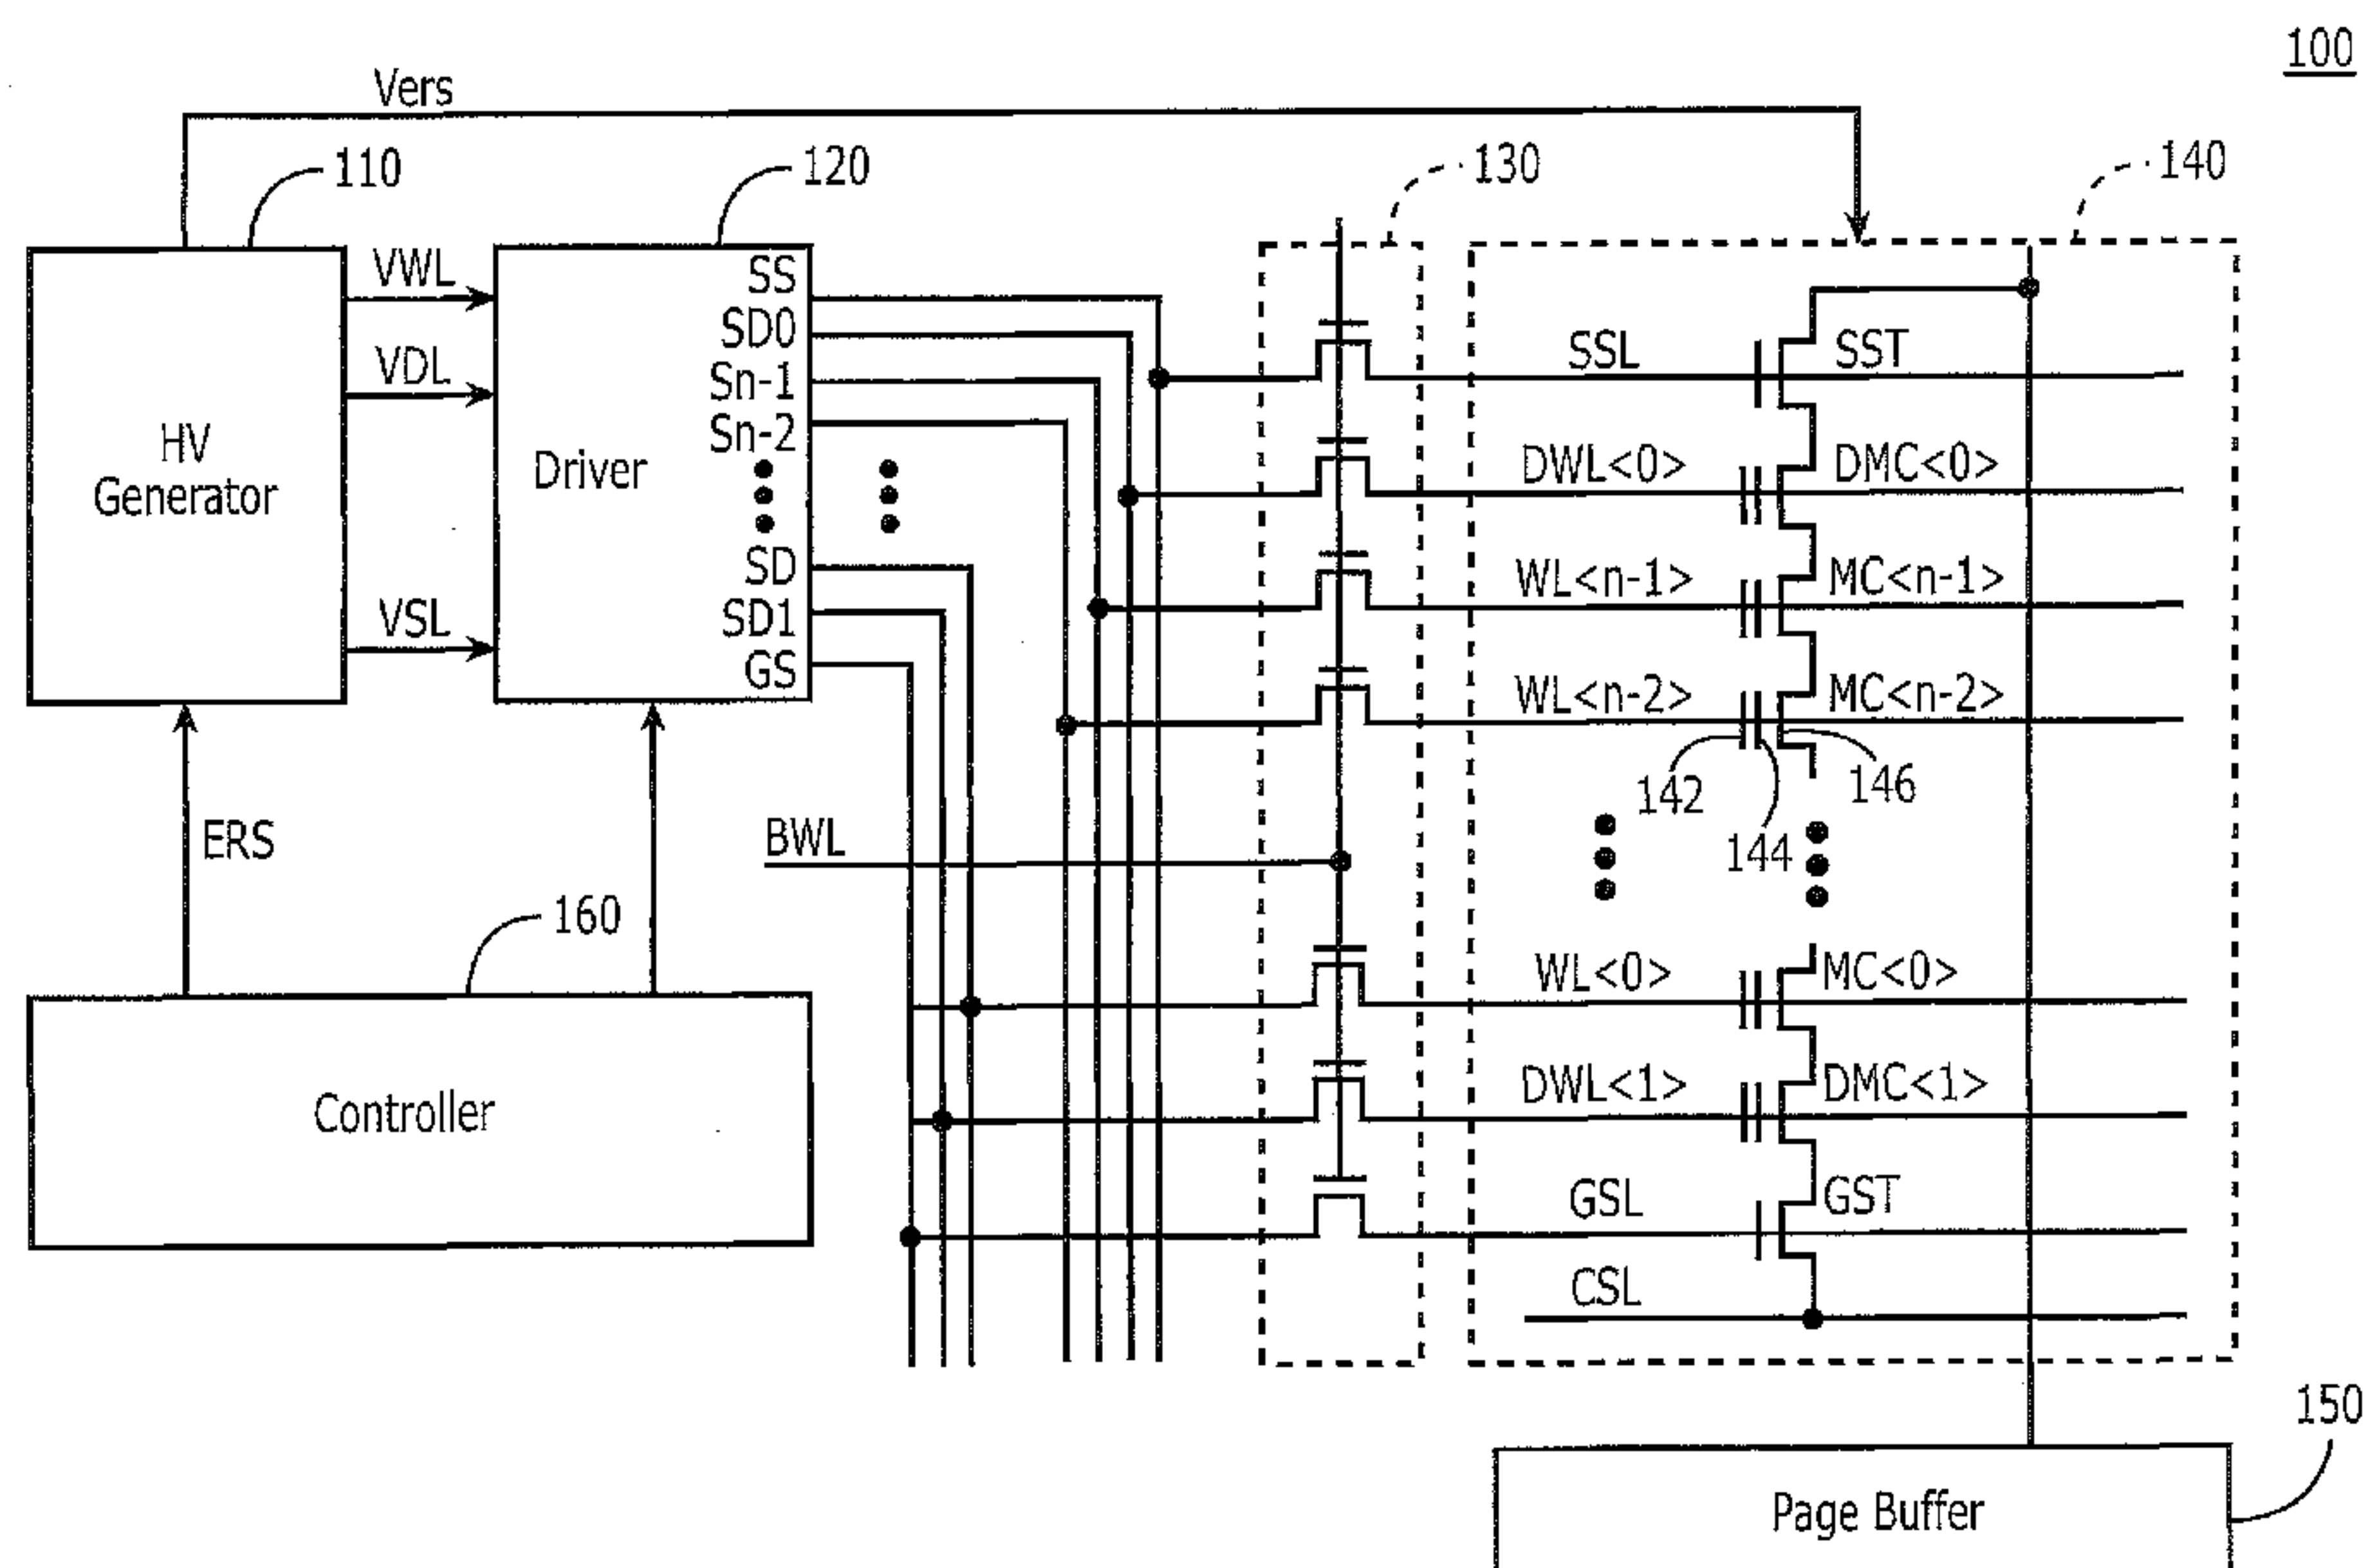 100
Vers
110
120
130
140
VWL
VDL
VSL
HV
Generator
Driver
SS
SD0
Sn-1
Sn-2
SD
SD1
GS
SSL
SST
DWL<0>
DMC<0>
WL<n-1>
MC<n-1>
WL<n-2>
MC<n-2>
142
144
146
ERS
BWL
160
Controller
WL<0>
MC<0>
DWL<1>
DMC<1>
GSL
GST
CSL
150
Page Buffer